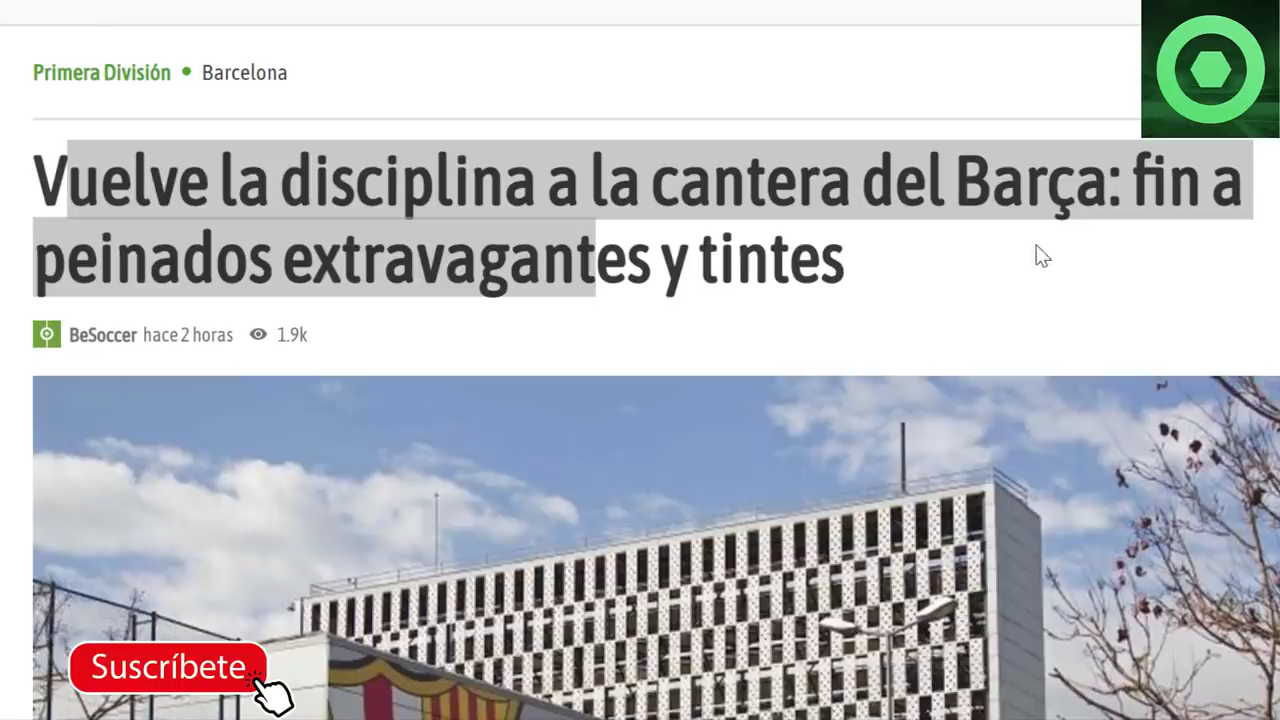 Primera División • Barcelona
Vuelve la disciplina a la cantera del Barça: fin a
peinados extravagantes y tintes
BeSoccer hace 2 horas 1.9k
Suscríbete